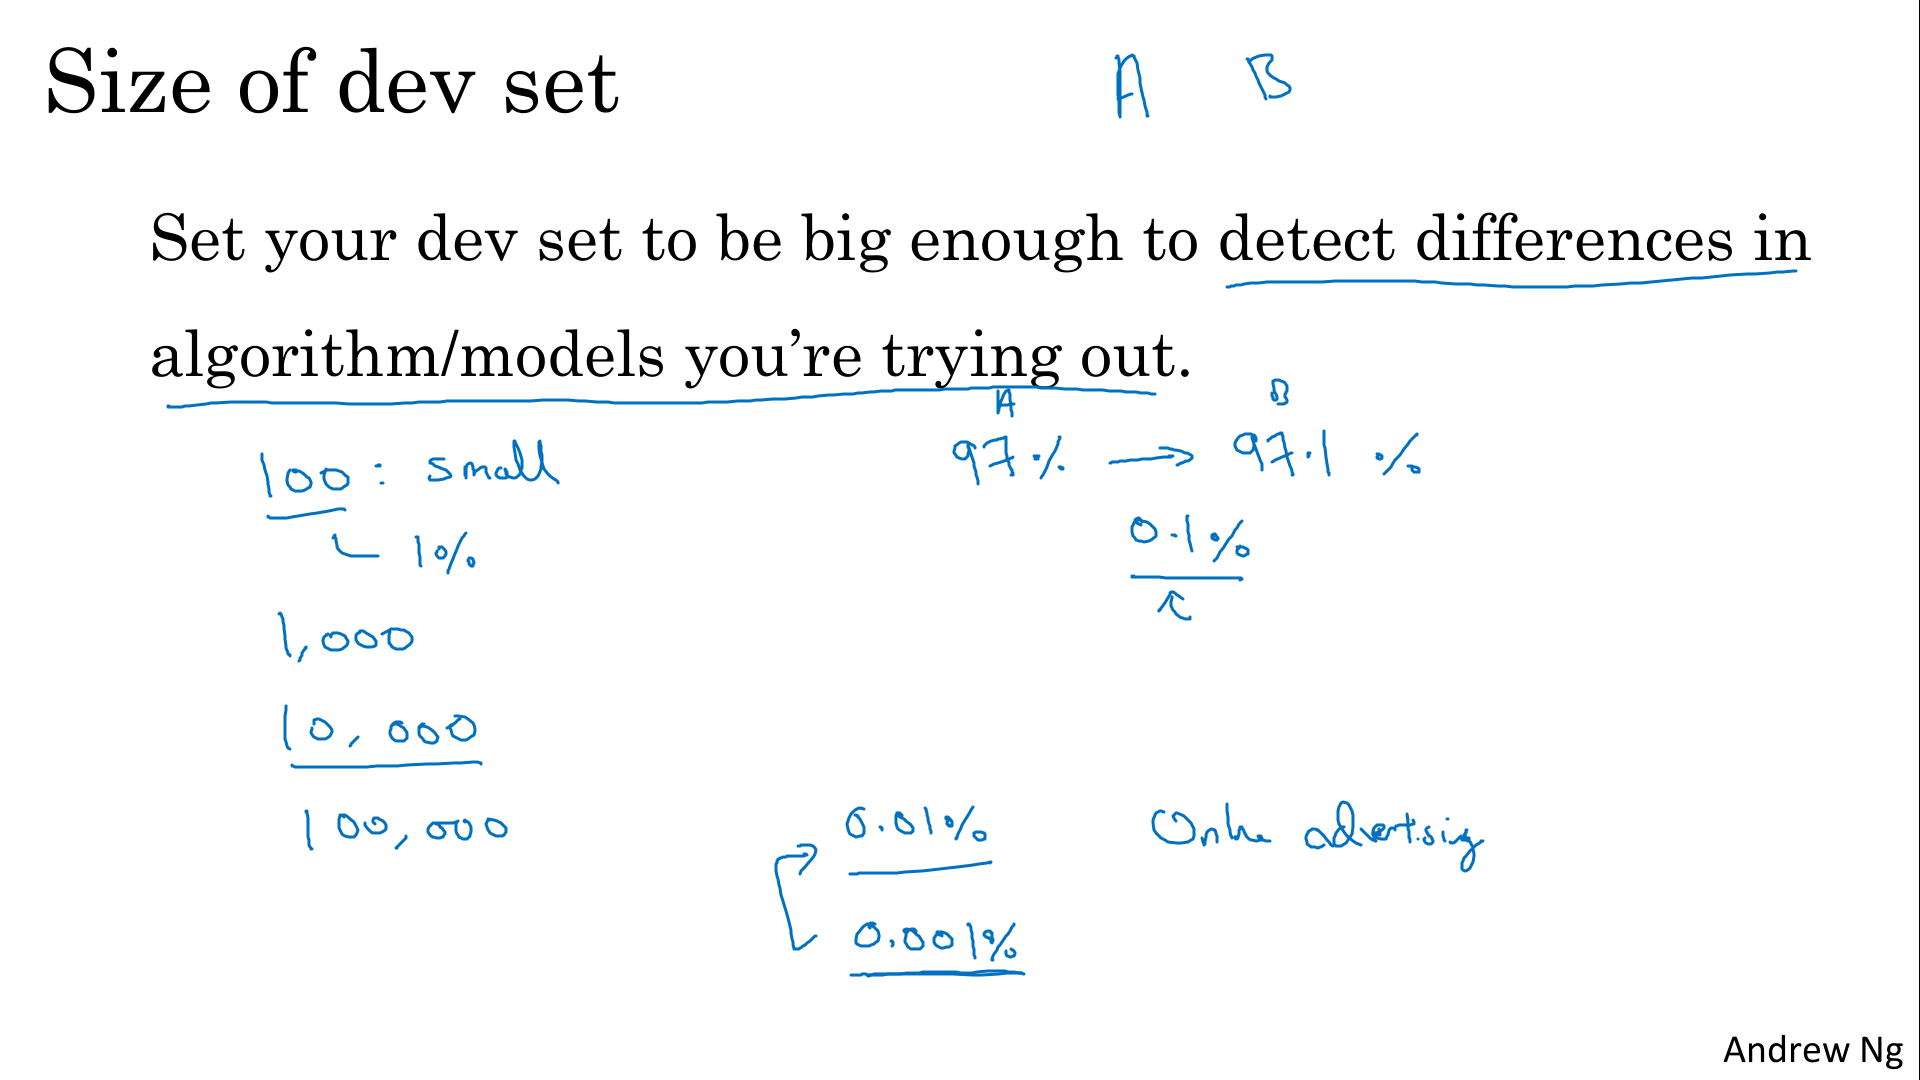 Size of dev set A B
Set your dev set to be big enough to detect differences in
algorithm/models you're trying out.
A B
100: small 97% → 97.1%
1% 0.1%
1,000
10,000
100,000 0.01% Online advertising
0.001%
Andrew Ng